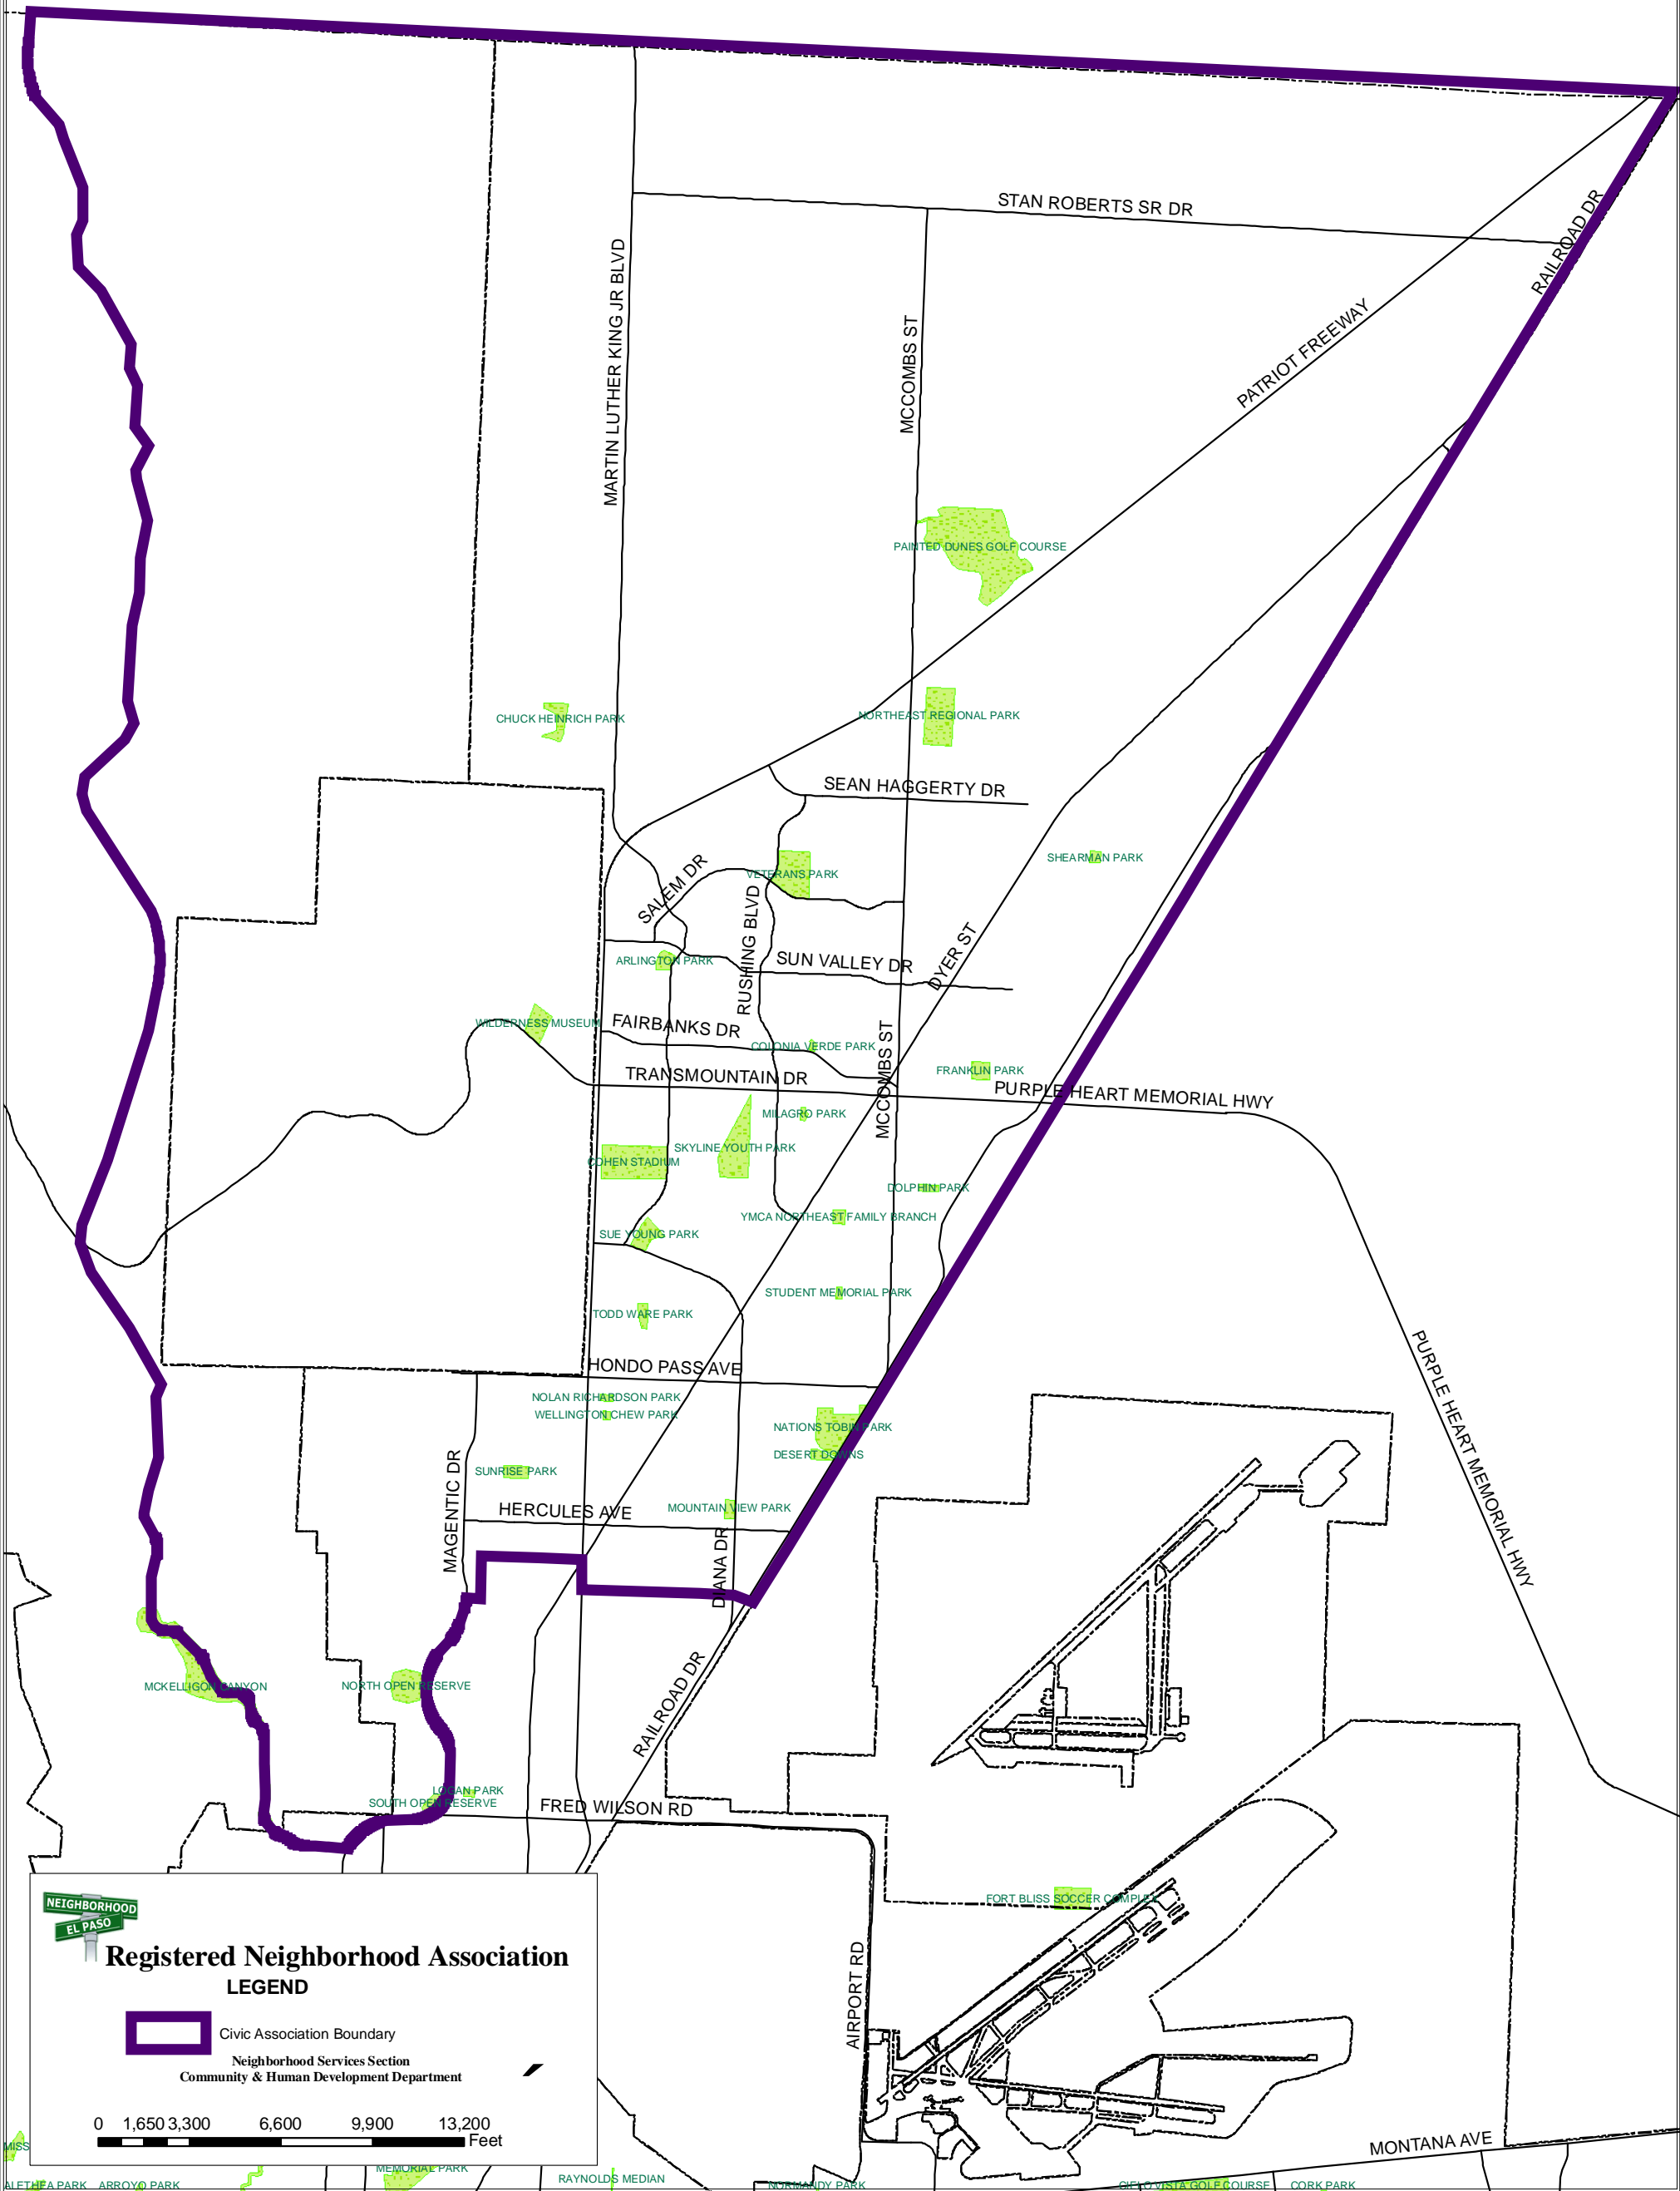 STAN ROBERTS SR DR
RAILROAD DR
MARTIN LUTHER KING JR BLVD
MCCOMBS ST
PATRIOT FREEWAY
PAINTED DUNES GOLF COURSE
CHUCK HEINRICH PARK
NORTHEAST REGIONAL PARK
SEAN HAGGERTY DR
SHEARMAN PARK
VETERANS PARK
SALEM DR
RUSHING BLVD
DYER ST
ARLINGTON PARK
SUN VALLEY DR
WILDERNESS MUSEUM
FAIRBANKS DR
COLONIA VERDE PARK
MCCOMBS ST
FRANKLIN PARK
TRANSMOUNTAIN DR
PURPLE HEART MEMORIAL HWY
MILAGRO PARK
SKYLINE YOUTH PARK
COHEN STADIUM
DOLPHIN PARK
YMCA NORTHEAST FAMILY BRANCH
SUE YOUNG PARK
STUDENT MEMORIAL PARK
TODD WARE PARK
PURPLE HEART MEMORIAL HWY
HONDO PASS AVE
NOLAN RICHARDSON PARK
WELLINGTON CHEW PARK
NATIONS TOBIN PARK
DESERT DOWNS
SUNRISE PARK
MAGENTIC DR
HERCULES AVE
MOUNTAIN VIEW PARK
DIANA DR
MCKELLIGON CANYON
NORTH OPEN RESERVE
RAILROAD DR
LOGAN PARK
SOUTH OPEN RESERVE
FRED WILSON RD
FORT BLISS SOCCER COMPLEX
AIRPORT RD
NEIGHBORHOOD
EL PASO
Registered Neighborhood Association
LEGEND
Civic Association Boundary
Neighborhood Services Section
Community & Human Development Department
0 1,650 3,300 6,600 9,900 13,200
Feet
MONTANA AVE
MISS
MEMORIAL PARK
RAYNOLDS MEDIAN
ALETHEA PARK
ARROYO PARK
NORMANDY PARK
CIELO VISTA GOLF COURSE
CORK PARK